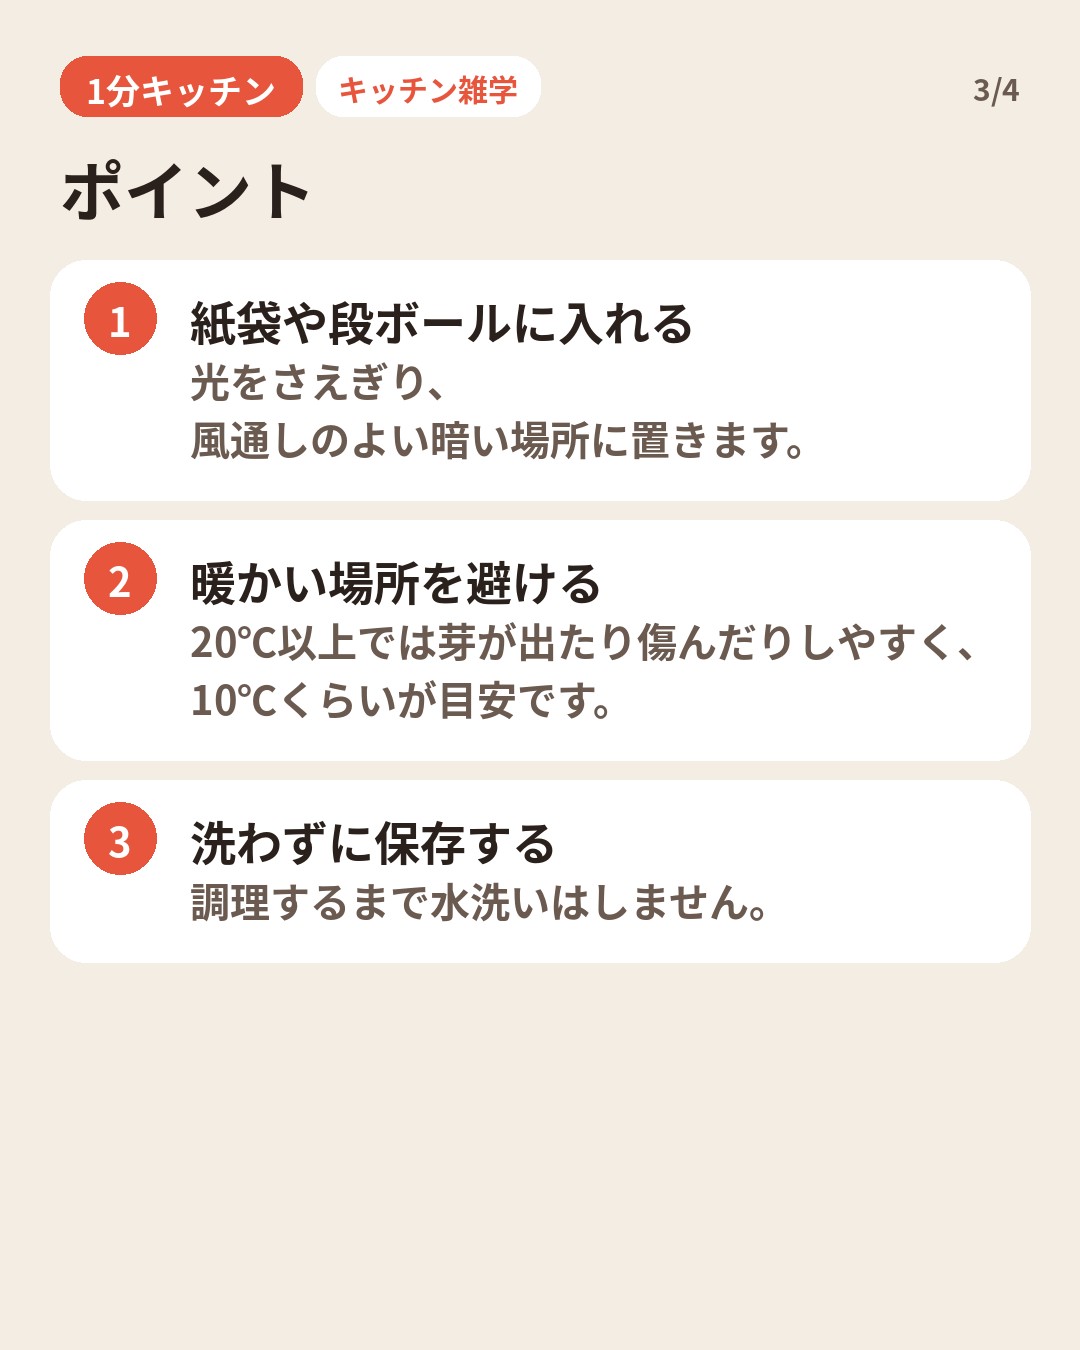 1分キッチン キッチン雑学 3/4
ポイント
1 紙袋や段ボールに入れる
光をさえぎり、
風通しのよい暗い場所に置きます。
2 暖かい場所を避ける
20℃以上では芽が出たり傷んだりしやすく、
10℃くらいが目安です。
3 洗わずに保存する
調理するまで水洗いはしません。